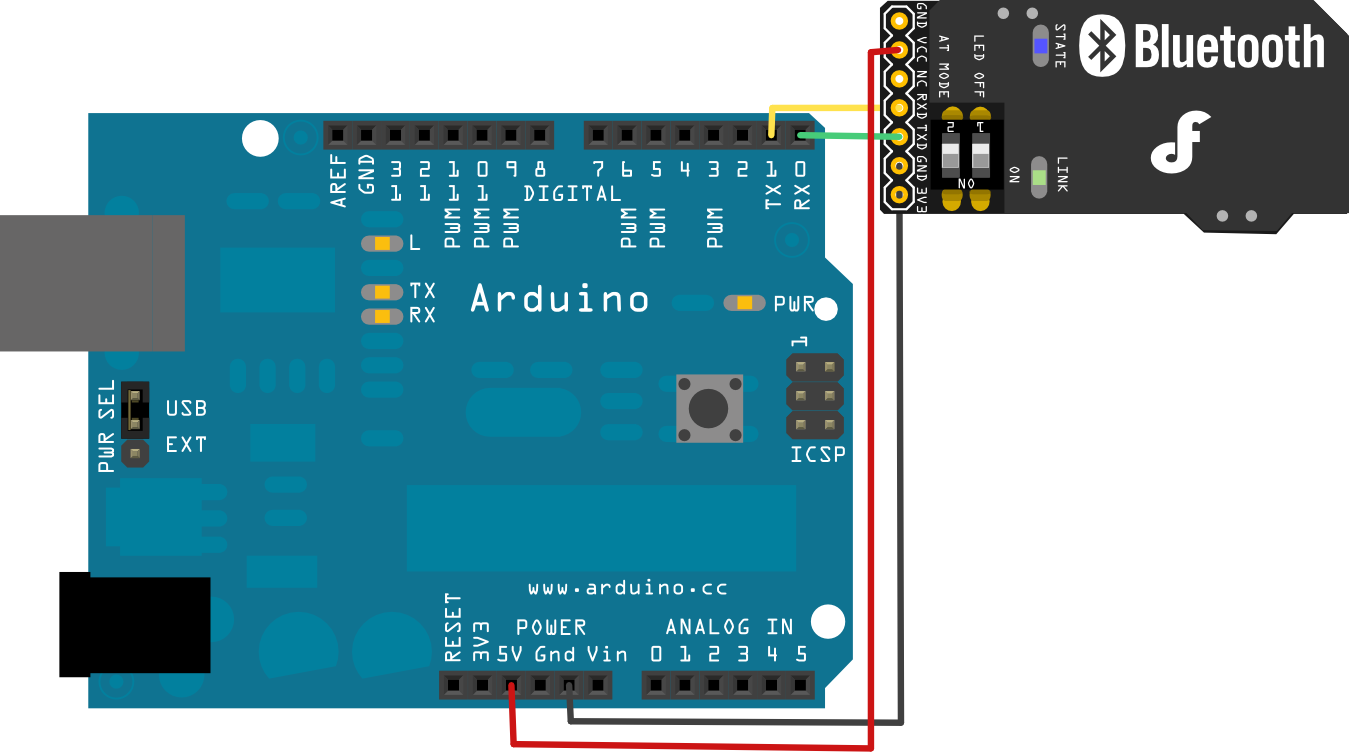 GND
VCC
NC
RXD
TXD
GND
3V3
AT MODE
LED OFF
STATE
Bluetooth
2 1
NO
ON
LINK
AREF GND 13 12 11 10 9 8 7 6 5 4 3 2 1 0
TX RX
DIGITAL
PWM PWM PWM PWM PWM PWM
L
TX
RX
Arduino
PWR
1
ICSP
PWR SEL
USB
EXT
www.arduino.cc
POWER
ANALOG IN
RESET 3V3 5V Gnd Vin 0 1 2 3 4 5